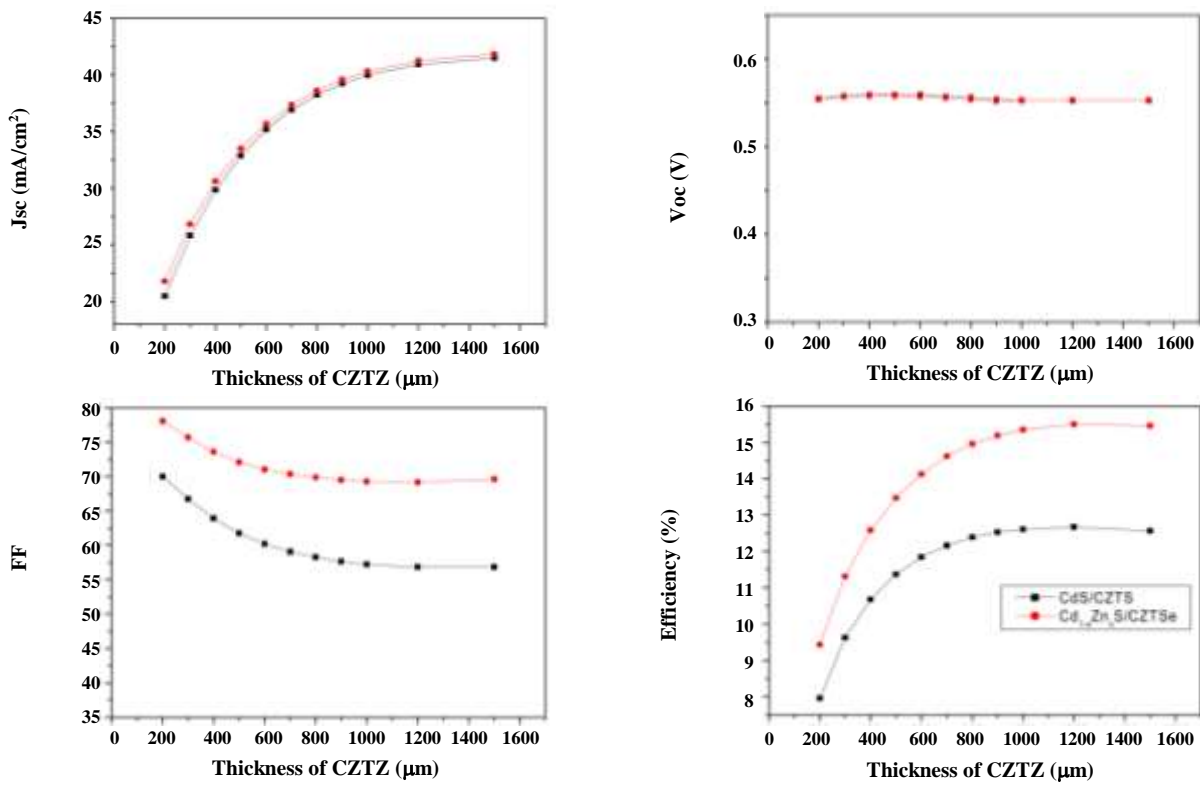 45
40
35
30
25
20
Jsc (mA/cm²)
0 200 400 600 800 1000 1200 1400 1600
Thickness of CZTZ (μm)
0.6
0.5
0.4
0.3
Voc (V)
0 200 400 600 800 1000 1200 1400 1600
Thickness of CZTZ (μm)
80
75
70
65
60
55
50
45
40
35
FF
0 200 400 600 800 1000 1200 1400 1600
Thickness of CZTZ (μm)
16
15
14
13
12
11
10
9
8
Efficiency (%)
CdS/CZTS
0 200 400 600 800 1000 1200 1400 1600
Thickness of CZTZ (μm)